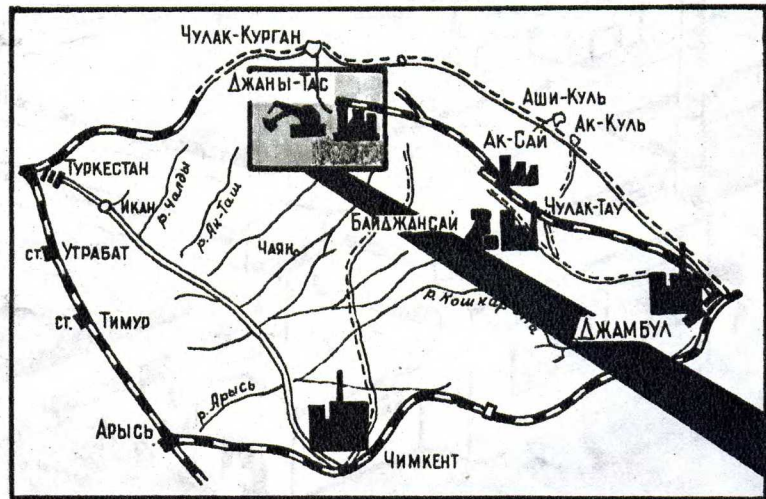 Чулак-Курган
Джаны-Тас
Аши-Куль
Ак-Куль
Ак-Сай
Туркестан
Икан
р. Чалды
р. Ак-Таш
Чаян
Байджансай
Чулак-Тау
ст. Утрабат
ст. Тимур
Джамбул
р. Арысь
Арысь
Чимкент